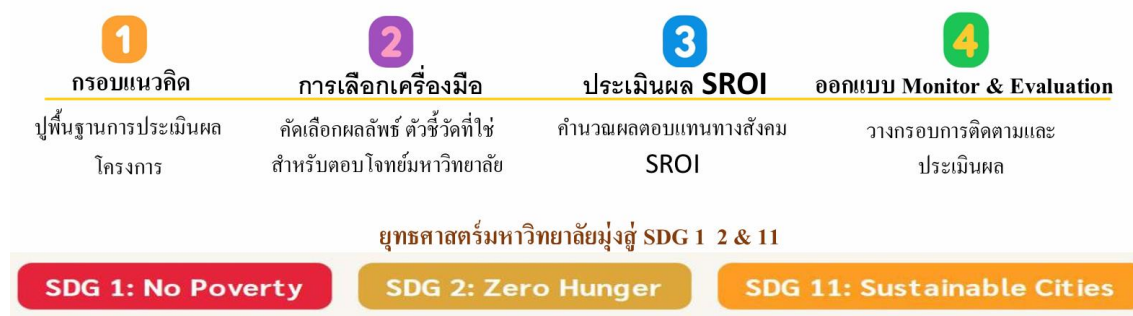 1
กรอบแนวคิด
ปูพื้นฐานการประเมินผล
โครงการ
2
การเลือกเครื่องมือ
คัดเลือกผลลัพธ์ ตัวชี้วัดที่ใช่
สำหรับตอบโจทย์มหาวิทยาลัย
3
ประเมินผล SROI
คำนวณผลตอบแทนทางสังคม
SROI
4
ออกแบบ Monitor & Evaluation
วางกรอบการติดตามและ
ประเมินผล
ยุทธศาสตร์มหาวิทยาลัยมุ่งสู่ SDG 1 2 & 11
SDG 1: No Poverty
SDG 2: Zero Hunger
SDG 11: Sustainable Cities